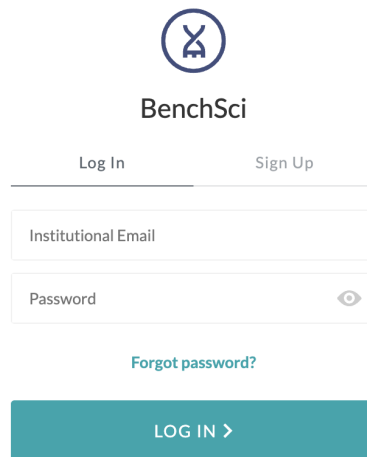 BenchSci
Log In Sign Up
Institutional Email
Password
Forgot password?
LOG IN